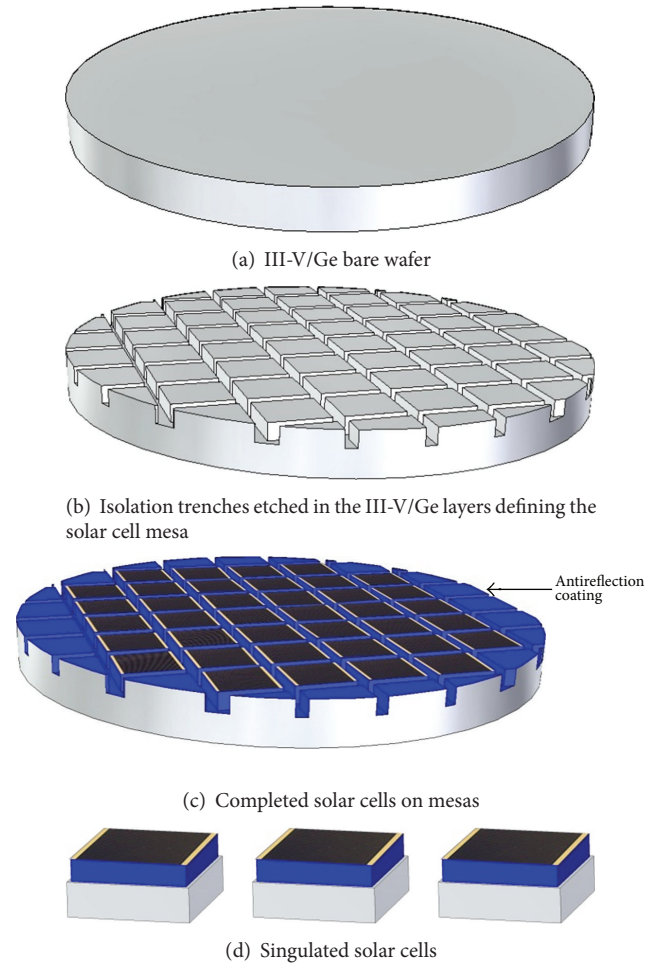 (a) III-V/Ge bare wafer
(b) Isolation trenches etched in the III-V/Ge layers defining the
solar cell mesa
Antireflection
coating
(c) Completed solar cells on mesas
(d) Singulated solar cells